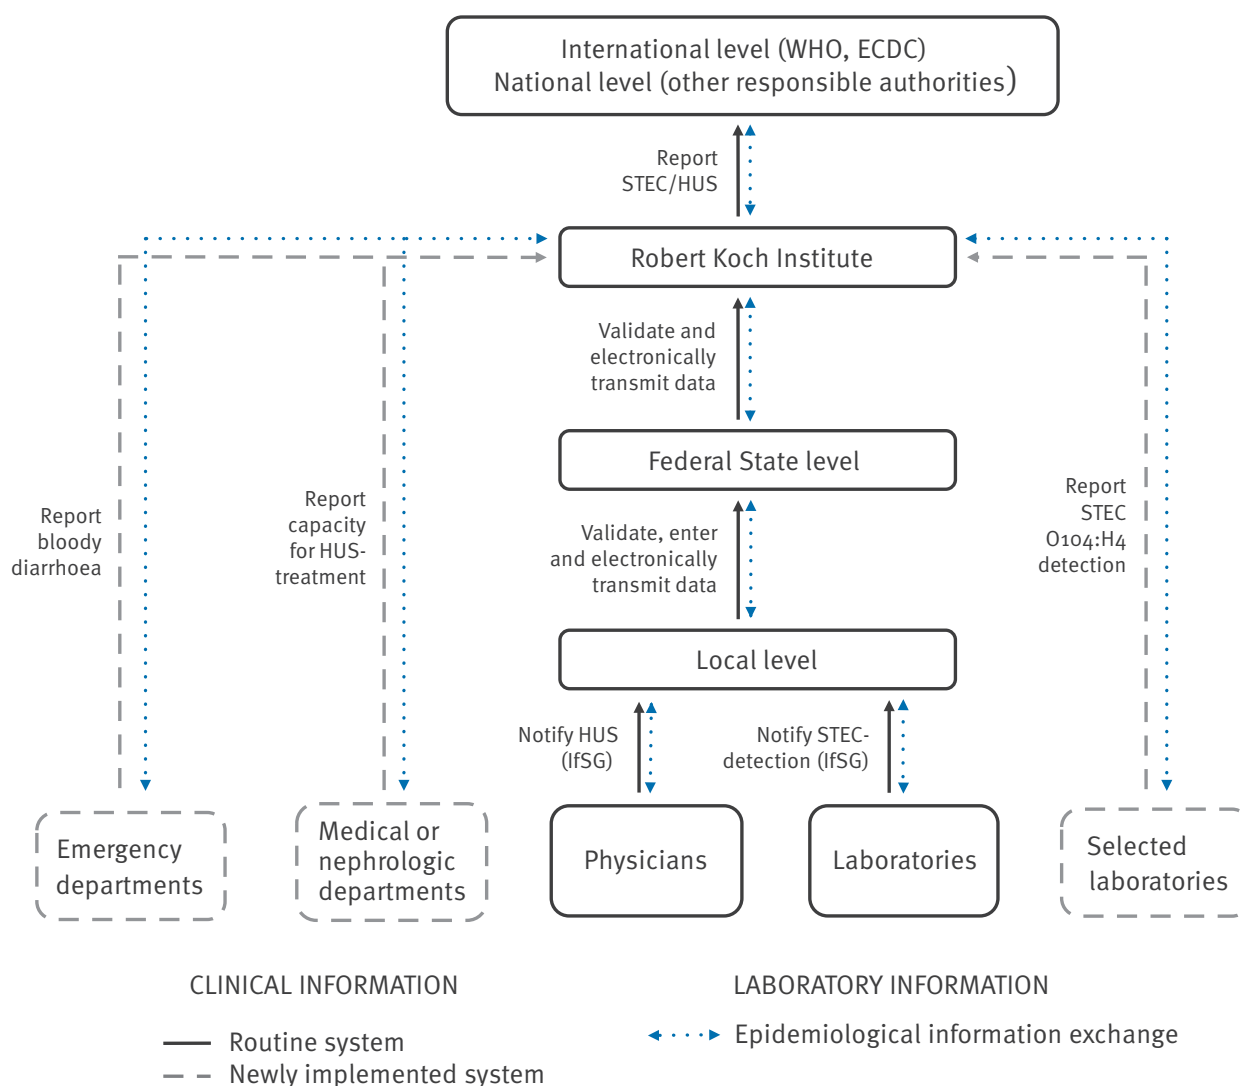 International level (WHO, ECDC)
National level (other responsible authorities)
Report
STEC/HUS
Robert Koch Institute
Validate and
electronically
transmit data
Federal State level
Report
bloody
diarrhoea
Report
capacity
for HUS-
treatment
Validate, enter
and electronically
transmit data
Report
STEC
O104:H4
detection
Local level
Notify HUS
(IfSG)
Notify STEC-
detection (IfSG)
Emergency
departments
Medical or
nephrologic
departments
Physicians
Laboratories
Selected
laboratories
CLINICAL INFORMATION
LABORATORY INFORMATION
Routine system
Newly implemented system
Epidemiological information exchange